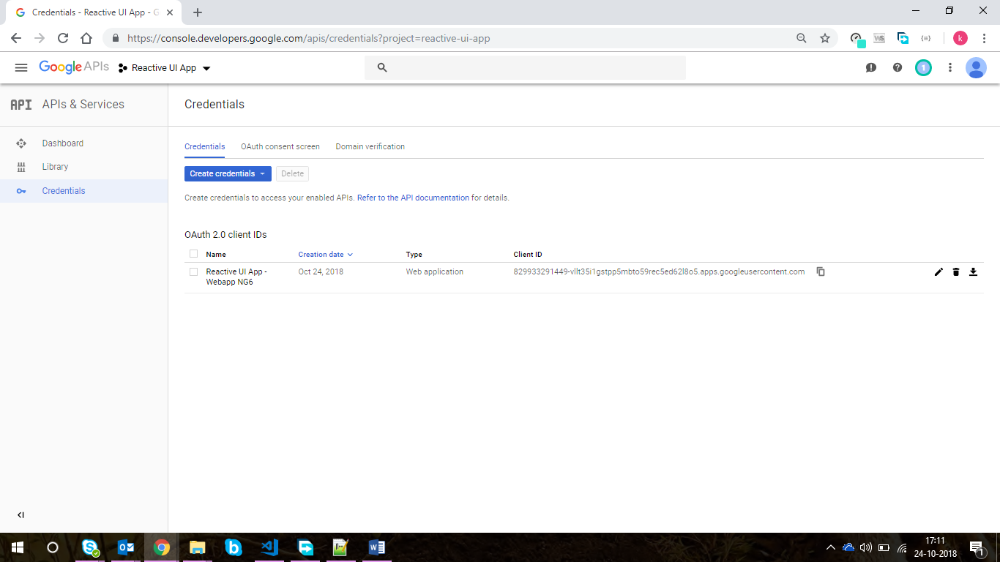 Credentials - Reactive UI App - G
https://console.developers.google.com/apis/credentials?project=reactive-ui-app
WS
{=}
k
Google APIs
Reactive UI App
1
API APIs & Services
Credentials
Dashboard
Library
Credentials
Credentials OAuth consent screen Domain verification
Create credentials Delete
Create credentials to access your enabled APIs. Refer to the API documentation for details.
OAuth 2.0 client IDs
Name Creation date Type Client ID
Reactive UI App - Oct 24, 2018 Web application 829933291449-vllt35i1gstpp5mbto59rec5ed62l8o5.apps.googleusercontent.com
Webapp NG6
17:11
24-10-2018
1